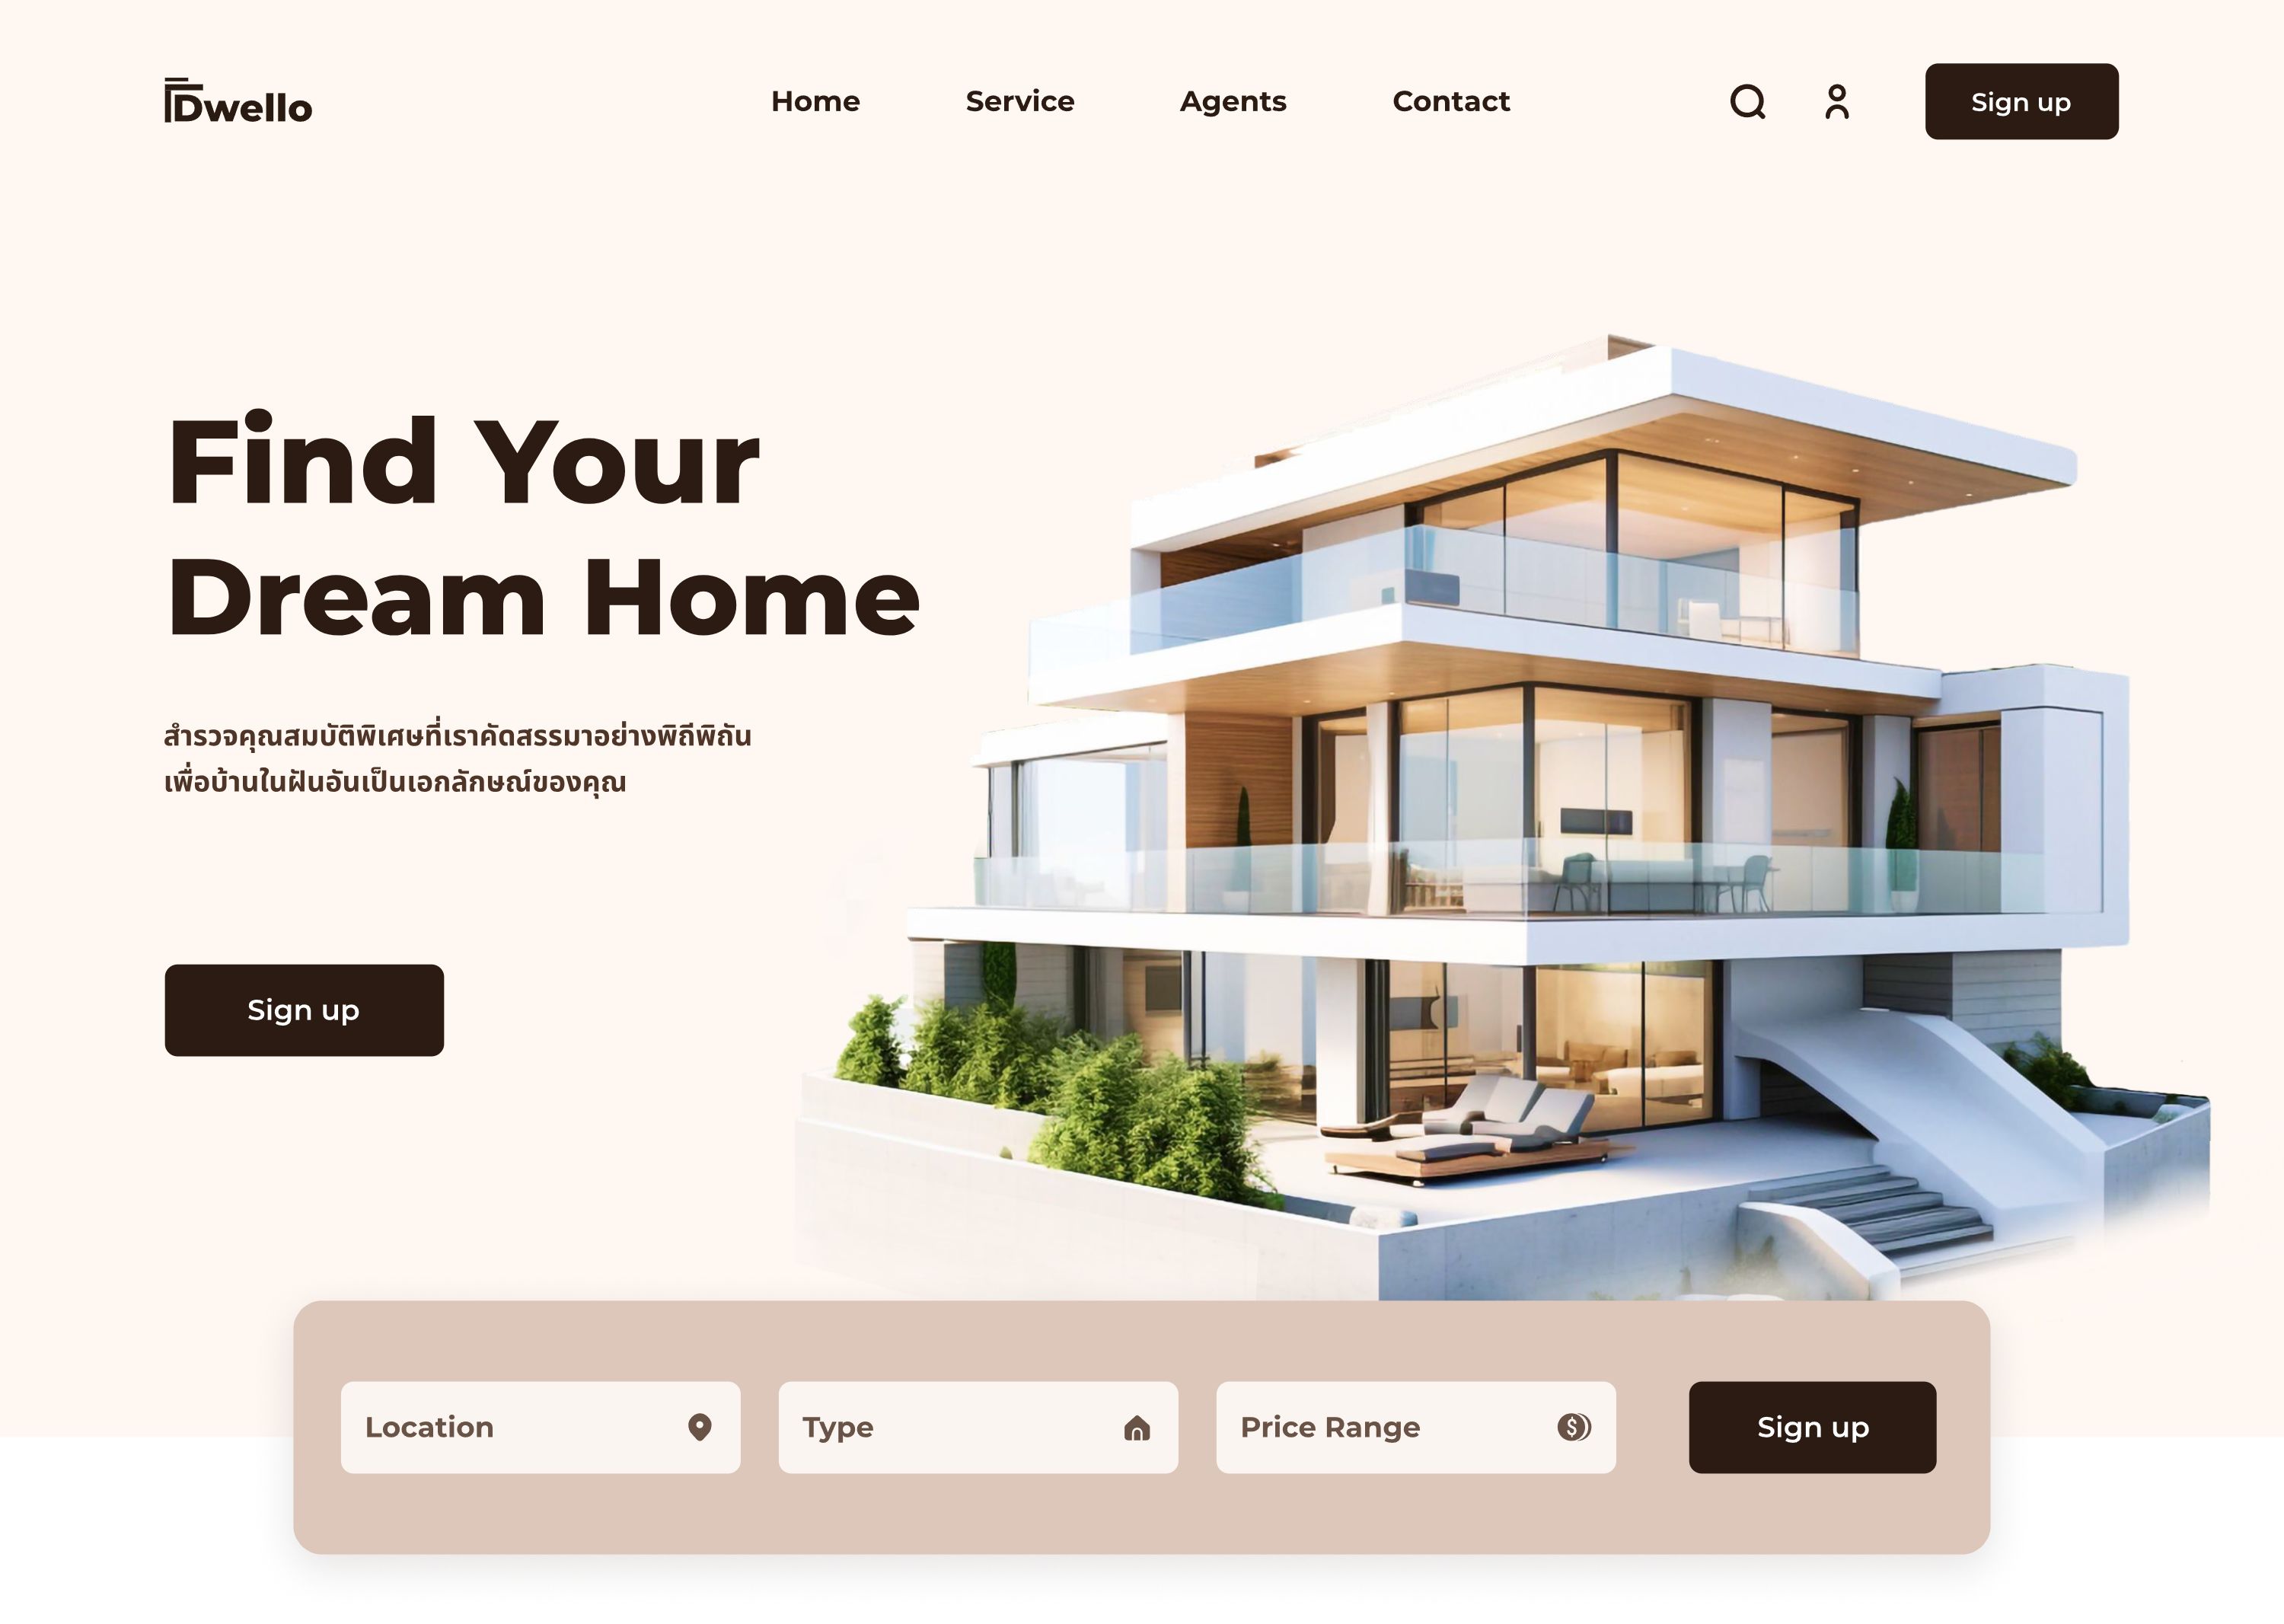 Dwello
Home Service Agents Contact Sign up
Find Your
Dream Home
สำรวจคุณสมบัติพิเศษที่เราคัดสรรมาอย่างพิถีพิถัน
เพื่อบ้านในฝันอันเป็นเอกลักษณ์ของคุณ
Sign up
Location Type Price Range Sign up